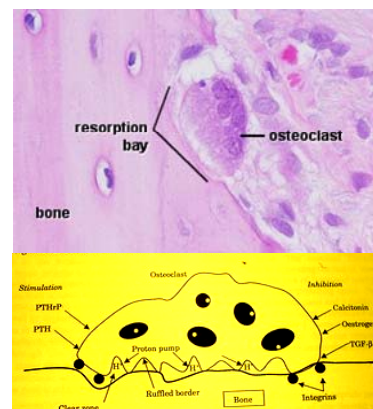 resorption
bay
osteoclast
bone
Osteoclast
Stimulation
Inhibition
PTHrP
Calcitonin
PTH
Oestroge
TGF-β
Proton pump
H⁺
H⁺
H⁺
Ruffled border
Bone
Integrins
Clear zone